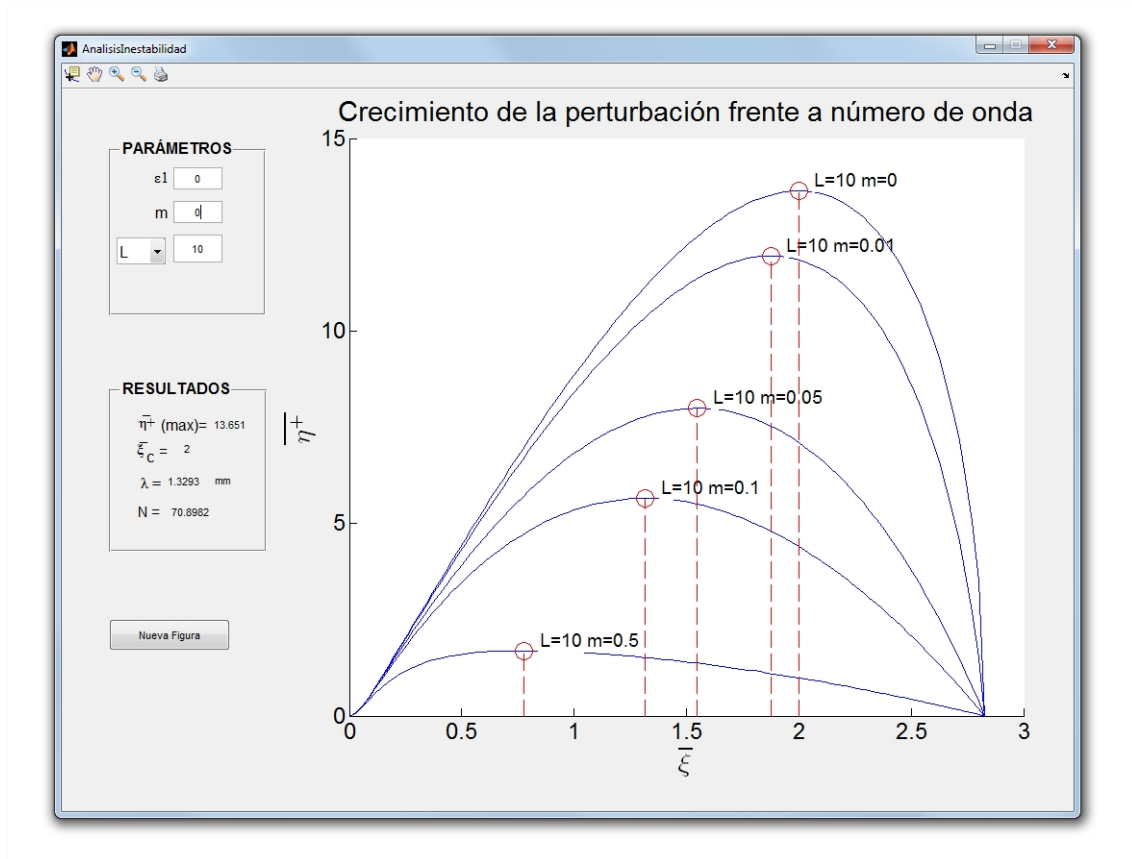 AnalisisInestabilidad
Crecimiento de la perturbación frente a número de onda
PARÁMETROS
ε1 0
m 0
L 10
RESULTADOS
η̄⁺ (max)= 13.651
ξ̄c = 2
λ = 1.3293 mm
N = 70.8982
Nueva Figura
η̄⁺
15
10
5
0
L=10 m=0
L=10 m=0.01
L=10 m=0.05
L=10 m=0.1
L=10 m=0.5
0 0.5 1 1.5 2 2.5 3
ξ̄